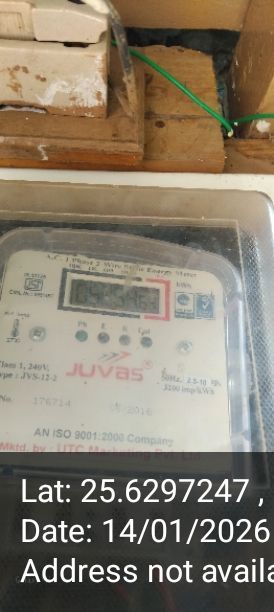 A.C. 1 Phase 2 Wire Static Energy Meter
kWh
Ph E R Cal
JUVAS®
Class 1, 240V,
Type : JVS-12-2
50Hz, 2.5-10
3200 imp/kWh
No. 176714 05/2016
AN ISO 9001:2000 Company
Mktd. by : UTC Marketing
Lat: 25.6297247 ,
Date: 14/01/2026
Address not availa